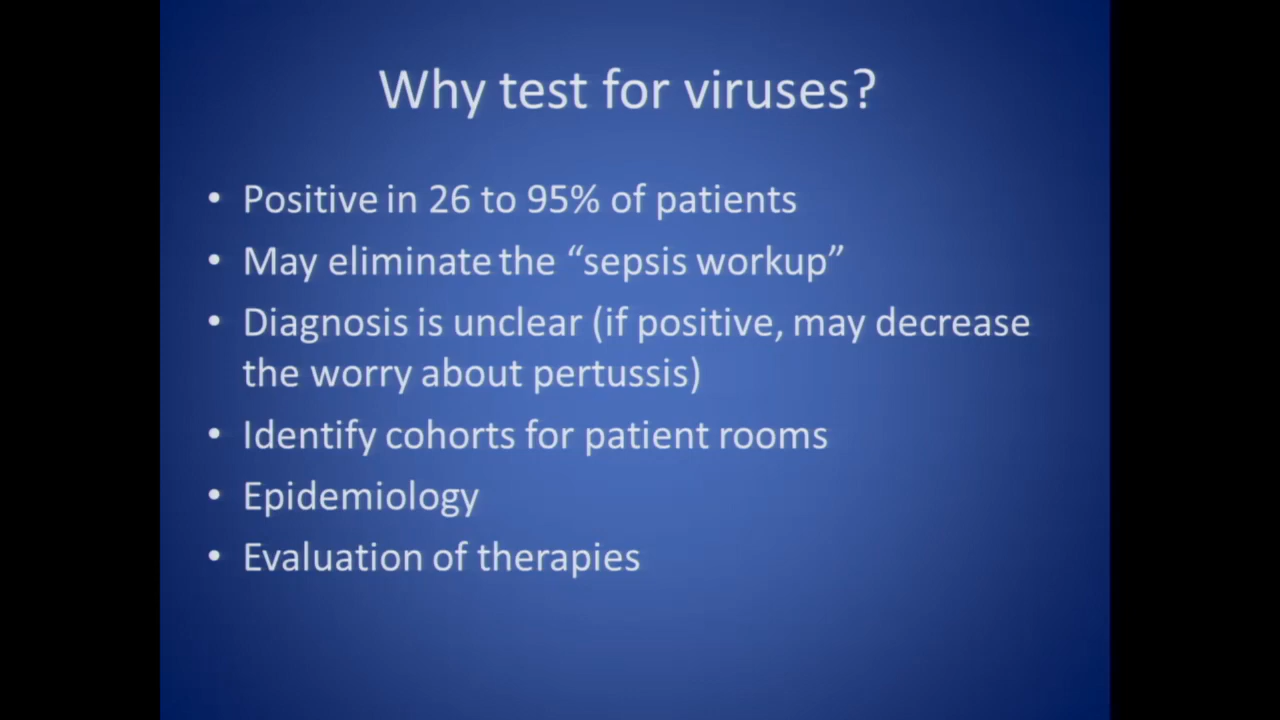 Why test for viruses?
• Positive in 26 to 95% of patients
• May eliminate the “sepsis workup”
• Diagnosis is unclear (if positive, may decrease
the worry about pertussis)
• Identify cohorts for patient rooms
• Epidemiology
• Evaluation of therapies